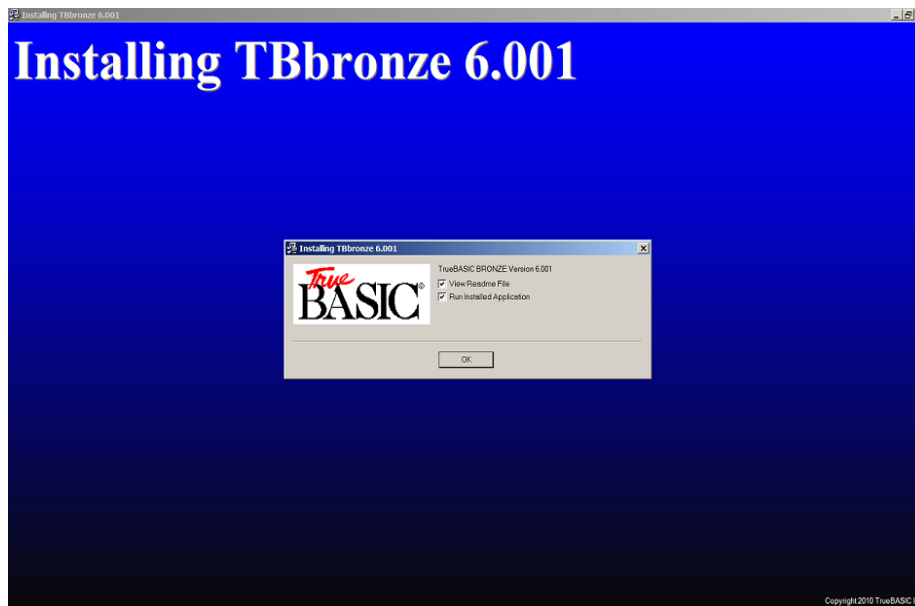 Installing TBbronze 6.001
Installing TBbronze 6.001
Installing TBbronze 6.001
True
BASIC®
TrueBASIC BRONZE Version 6.001
View Readme File
Run Installed Application
OK
Copyright 2010 TrueBASIC